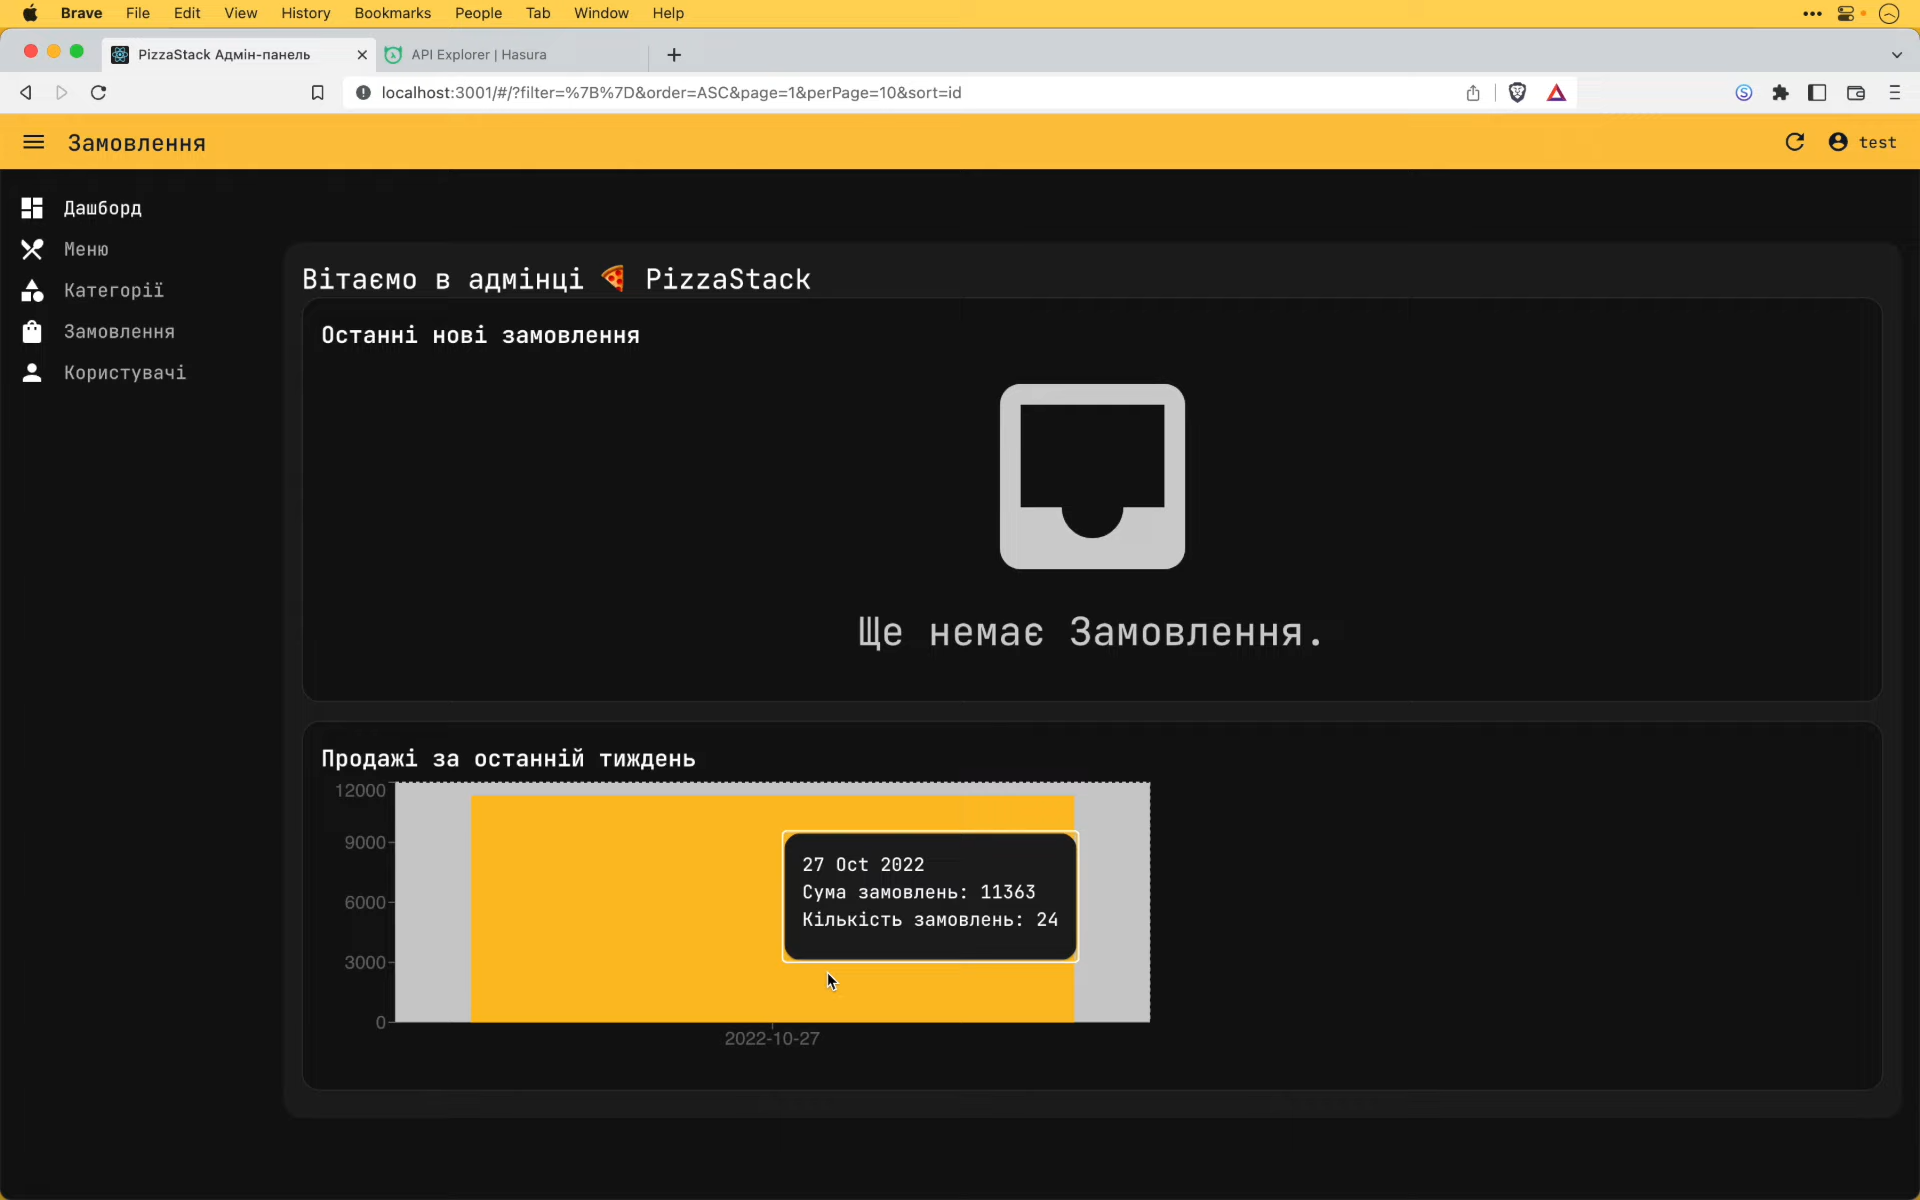 Brave File Edit View History Bookmarks People Tab Window Help
PizzaStack Адмін-панель
API Explorer | Hasura
localhost:3001/#/?filter=%7B%7D&order=ASC&page=1&perPage=10&sort=id
Замовлення
test
Дашборд
Меню
Категорії
Замовлення
Користувачі
Вітаємо в адмінці 🍕 PizzaStack
Останні нові замовлення
Ще немає Замовлення.
Продажі за останній тиждень
12000
9000
6000
3000
0
27 Oct 2022
Сума замовлень: 11363
Кількість замовлень: 24
2022-10-27